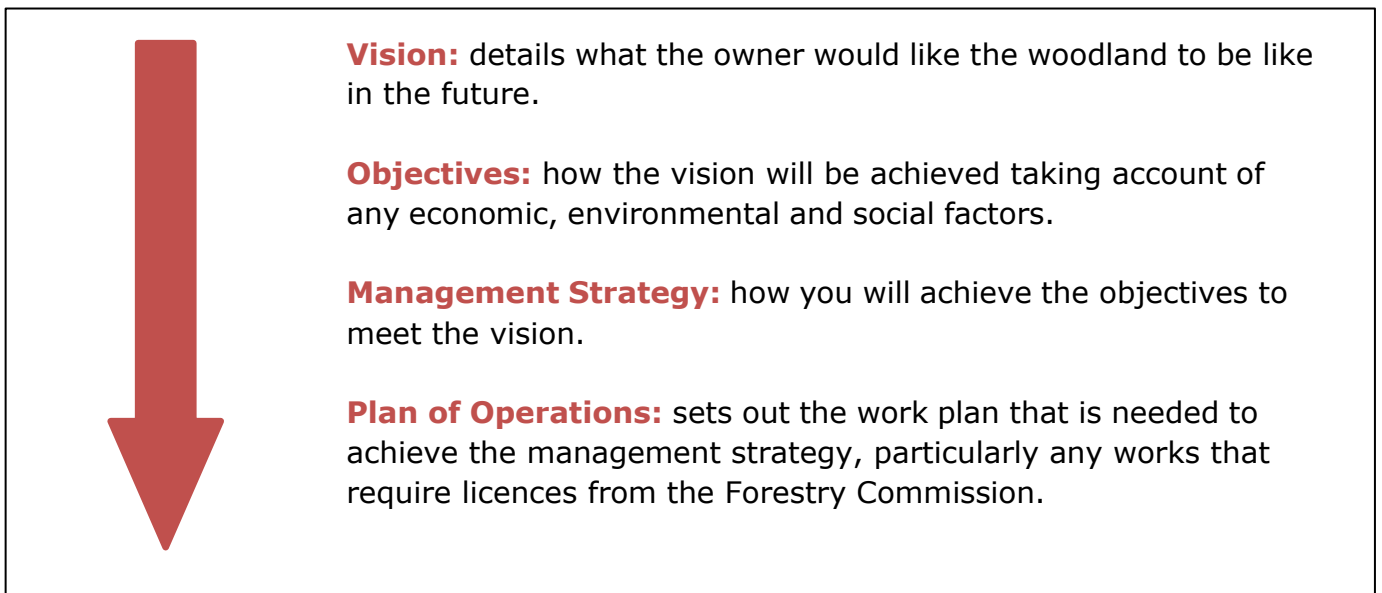 Vision: details what the owner would like the woodland to be like
in the future.
Objectives: how the vision will be achieved taking account of
any economic, environmental and social factors.
Management Strategy: how you will achieve the objectives to
meet the vision.
Plan of Operations: sets out the work plan that is needed to
achieve the management strategy, particularly any works that
require licences from the Forestry Commission.